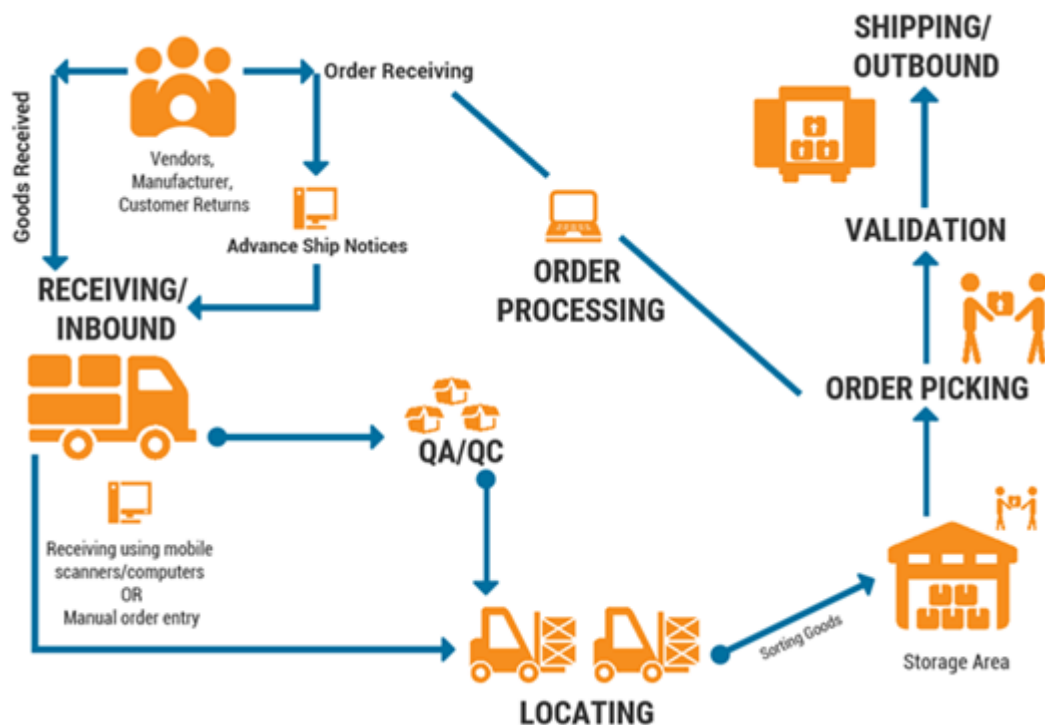 Goods Received
Order Receiving
Vendors,
Manufacturer,
Customer Returns
Advance Ship Notices
RECEIVING/
INBOUND
Receiving using mobile
scanners/computers
OR
Manual order entry
QA/QC
ORDER
PROCESSING
LOCATING
Sorting Goods
Storage Area
ORDER PICKING
VALIDATION
SHIPPING/
OUTBOUND